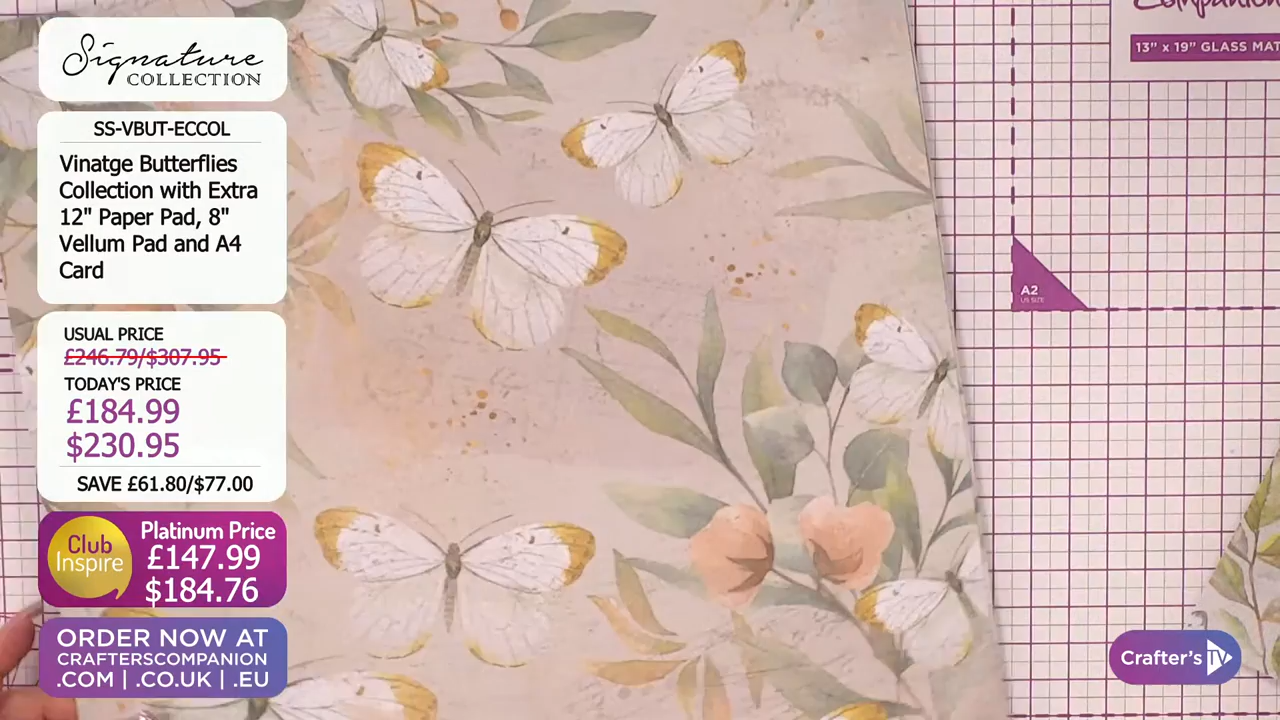 Signature
COLLECTION
SS-VBUT-ECCOL
Vinatge Butterflies
Collection with Extra
12" Paper Pad, 8"
Vellum Pad and A4
Card
USUAL PRICE
£246.79/$307.95
TODAY'S PRICE
£184.99
$230.95
SAVE £61.80/$77.00
Club
Inspire
Platinum Price
£147.99
$184.76
ORDER NOW AT
CRAFTERSCOMPANION
.COM | .CO.UK | .EU
Companion
13" x 19" GLASS MAT
A2
US SIZE
Crafter's TV